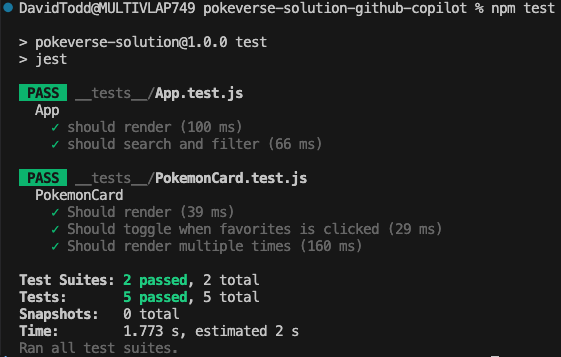 DavidTodd@MULTIVLAP749 pokeverse-solution-github-copilot % npm test
> pokeverse-solution@1.0.0 test
> jest
PASS __tests__/App.test.js
App
✓ should render (100 ms)
✓ should search and filter (66 ms)
PASS __tests__/PokemonCard.test.js
PokemonCard
✓ Should render (39 ms)
✓ Should toggle when favorites is clicked (29 ms)
✓ Should render multiple times (160 ms)
Test Suites: 2 passed, 2 total
Tests: 5 passed, 5 total
Snapshots: 0 total
Time: 1.773 s, estimated 2 s
Ran all test suites.